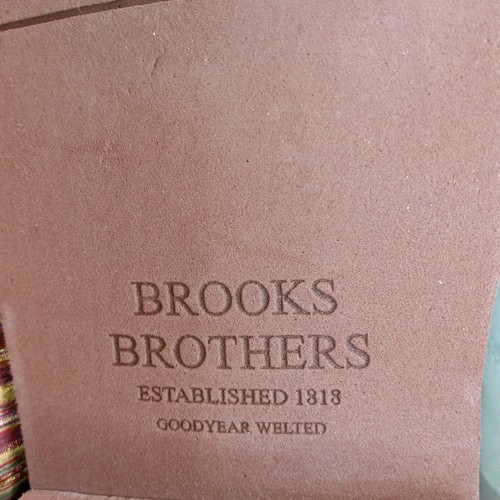 BROOKS
BROTHERS
ESTABLISHED 1818
GOODYEAR WELTED